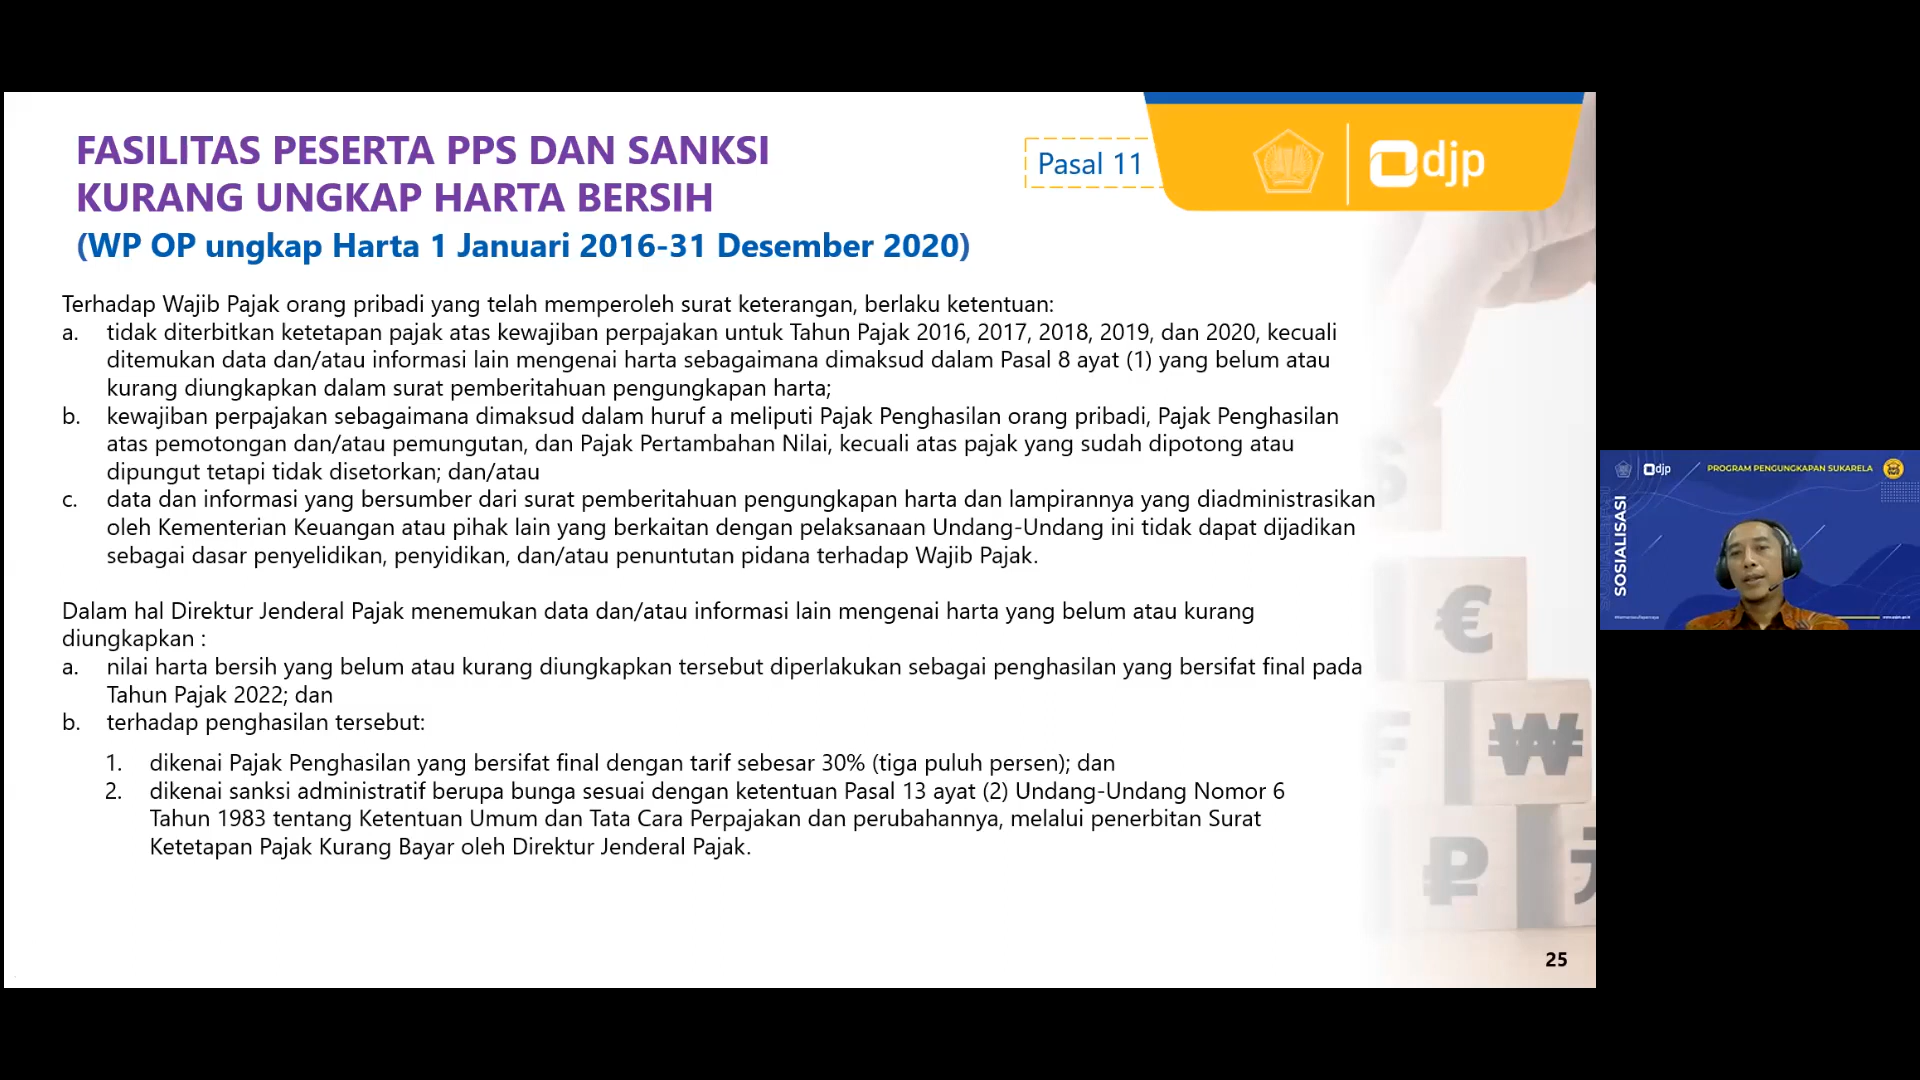 FASILITAS PESERTA PPS DAN SANKSI
KURANG UNGKAP HARTA BERSIH
(WP OP ungkap Harta 1 Januari 2016-31 Desember 2020)
Pasal 11
djp
Terhadap Wajib Pajak orang pribadi yang telah memperoleh surat keterangan, berlaku ketentuan:
a. tidak diterbitkan ketetapan pajak atas kewajiban perpajakan untuk Tahun Pajak 2016, 2017, 2018, 2019, dan 2020, kecuali
ditemukan data dan/atau informasi lain mengenai harta sebagaimana dimaksud dalam Pasal 8 ayat (1) yang belum atau
kurang diungkapkan dalam surat pemberitahuan pengungkapan harta;
b. kewajiban perpajakan sebagaimana dimaksud dalam huruf a meliputi Pajak Penghasilan orang pribadi, Pajak Penghasilan
atas pemotongan dan/atau pemungutan, dan Pajak Pertambahan Nilai, kecuali atas pajak yang sudah dipotong atau
dipungut tetapi tidak disetorkan; dan/atau
c. data dan informasi yang bersumber dari surat pemberitahuan pengungkapan harta dan lampirannya yang diadministrasikan
oleh Kementerian Keuangan atau pihak lain yang berkaitan dengan pelaksanaan Undang-Undang ini tidak dapat dijadikan
sebagai dasar penyelidikan, penyidikan, dan/atau penuntutan pidana terhadap Wajib Pajak.
Dalam hal Direktur Jenderal Pajak menemukan data dan/atau informasi lain mengenai harta yang belum atau kurang
diungkapkan :
a. nilai harta bersih yang belum atau kurang diungkapkan tersebut diperlakukan sebagai penghasilan yang bersifat final pada
Tahun Pajak 2022; dan
b. terhadap penghasilan tersebut:
1. dikenai Pajak Penghasilan yang bersifat final dengan tarif sebesar 30% (tiga puluh persen); dan
2. dikenai sanksi administratif berupa bunga sesuai dengan ketentuan Pasal 13 ayat (2) Undang-Undang Nomor 6
Tahun 1983 tentang Ketentuan Umum dan Tata Cara Perpajakan dan perubahannya, melalui penerbitan Surat
Ketetapan Pajak Kurang Bayar oleh Direktur Jenderal Pajak.
25
djp
PROGRAM PENGUNGKAPAN SUKARELA
SOSIALISASI